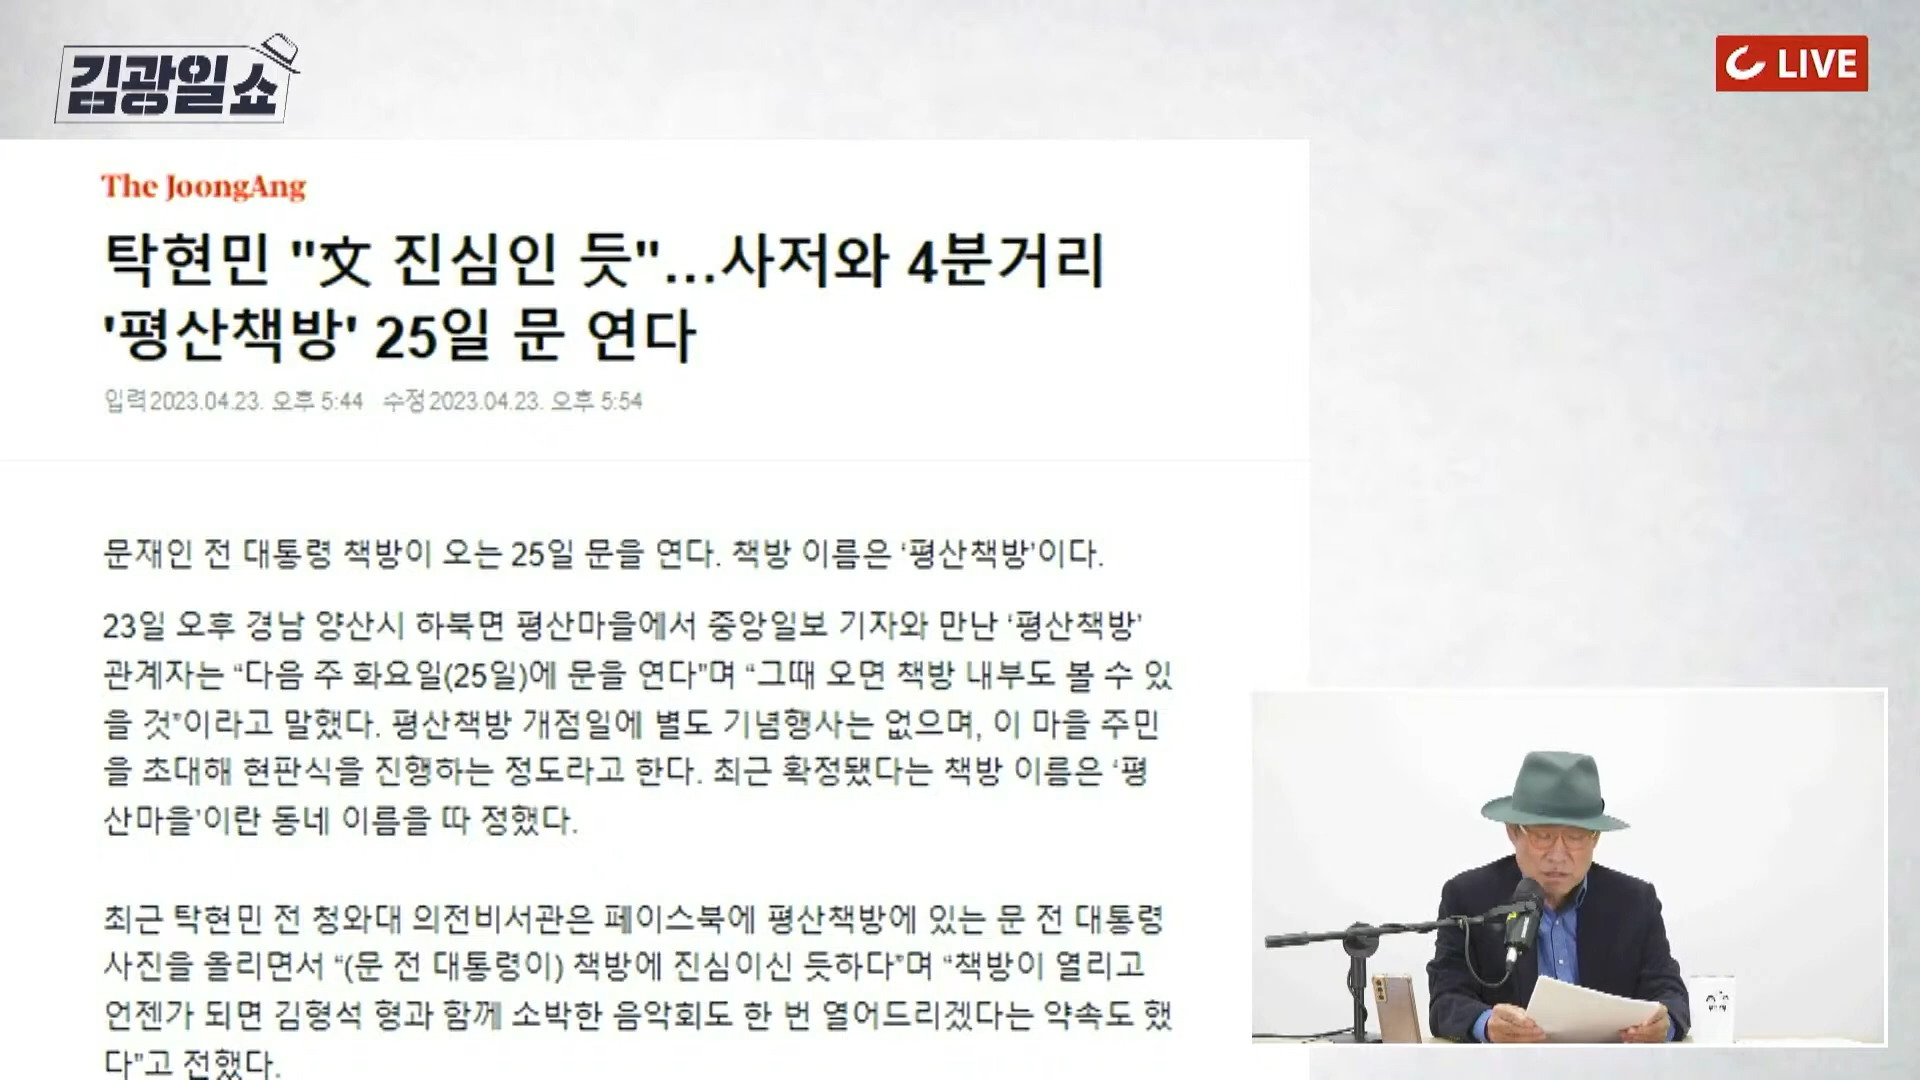 김광일쇼
LIVE
The JoongAng
탁현민 "文 진심인 듯"...사저와 4분거리
'평산책방' 25일 문 연다
입력 2023.04.23. 오후 5:44 수정 2023.04.23. 오후 5:54
문재인 전 대통령 책방이 오는 25일 문을 연다. 책방 이름은 ‘평산책방’이다.
23일 오후 경남 양산시 하북면 평산마을에서 중앙일보 기자와 만난 ‘평산책방’
관계자는 “다음 주 화요일(25일)에 문을 연다”며 “그때 오면 책방 내부도 볼 수 있
을 것”이라고 말했다. 평산책방 개점일에 별도 기념행사는 없으며, 이 마을 주민
을 초대해 현판식을 진행하는 정도라고 한다. 최근 확정됐다는 책방 이름은 ‘평
산마을’이란 동네 이름을 따 정했다.
최근 탁현민 전 청와대 의전비서관은 페이스북에 평산책방에 있는 문 전 대통령
사진을 올리면서 “(문 전 대통령이) 책방에 진심이신 듯하다”며 “책방이 열리고
언젠가 되면 김형석 형과 함께 소박한 음악회도 한 번 열어드리겠다는 약속도 했
다”고 전했다.